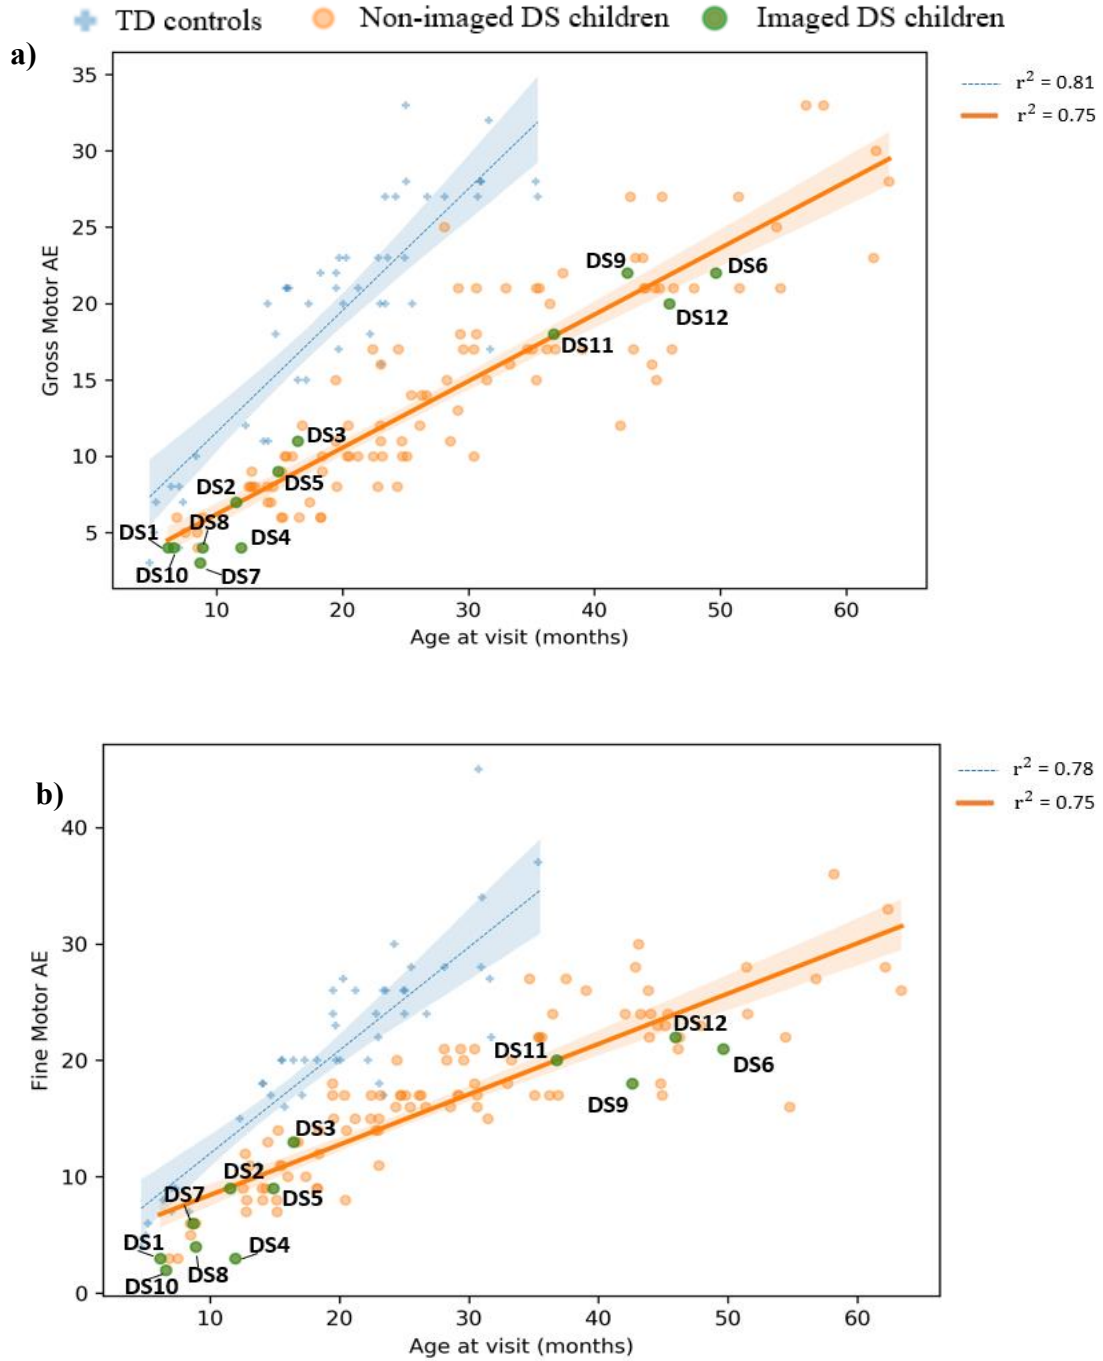 TD controls Non-imaged DS children Imaged DS children
a)
r² = 0.81
r² = 0.75
35
30
25
20
15
10
5
Gross Motor AE
DS9
DS6
DS12
DS11
DS3
DS5
DS2
DS8
DS1
DS4
DS10
DS7
10 20 30 40 50 60
Age at visit (months)
b)
r² = 0.78
r² = 0.75
40
30
20
10
0
Fine Motor AE
DS12
DS11
DS6
DS9
DS3
DS2
DS7
DS5
DS1
DS4
DS8
DS10
10 20 30 40 50 60
Age at visit (months)